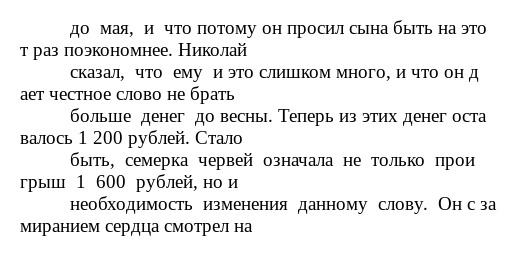 до мая, и что потому он просил сына быть на это
т раз поэкономнее. Николай
сказал, что ему и это слишком много, и что он д
ает честное слово не брать
больше денег до весны. Теперь из этих денег оста
валось 1 200 рублей. Стало
быть, семерка червей означала не только прои
грыш 1 600 рублей, но и
необходимость изменения данному слову. Он с за
миранием сердца смотрел на